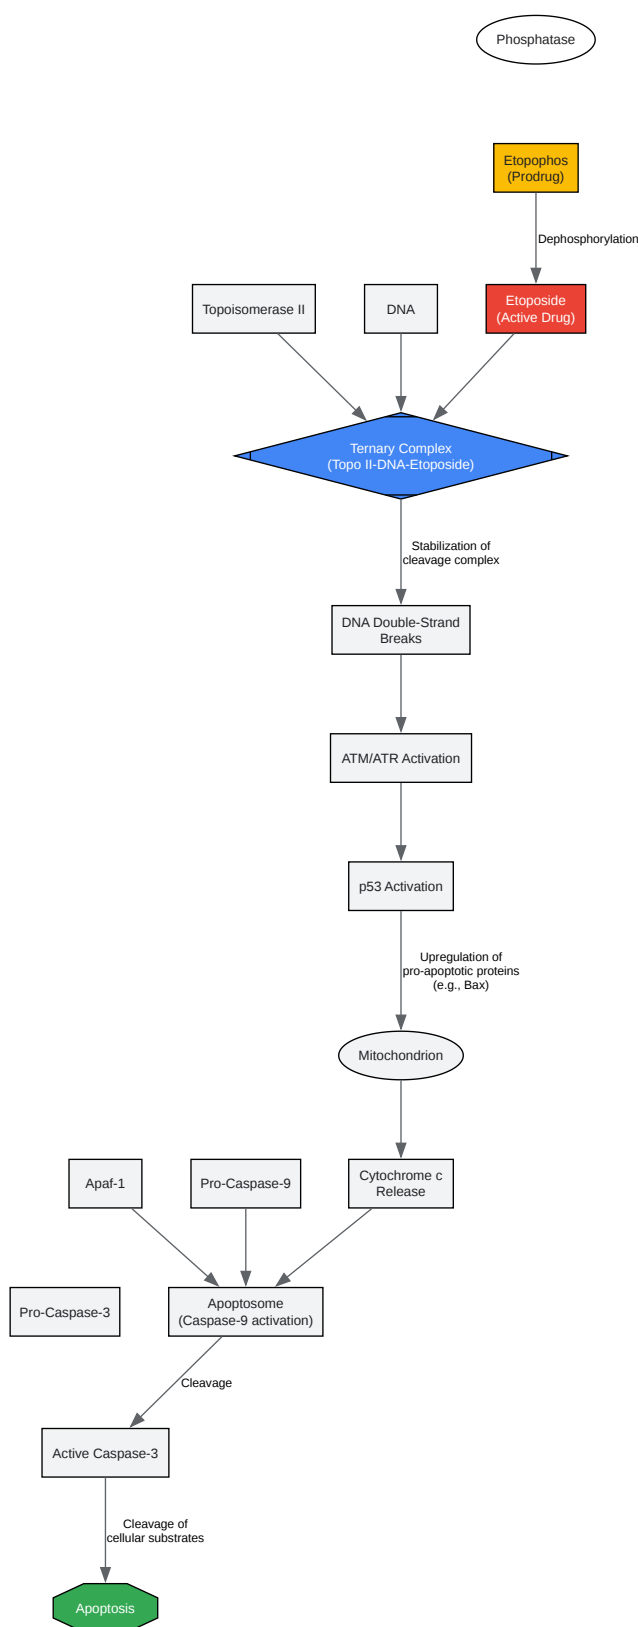 Phosphatase
Etopophos
(Prodrug)
Dephosphorylation
Topoisomerase II
DNA
Etoposide
(Active Drug)
Ternary Complex
(Topo II-DNA-Etoposide)
Stabilization of
cleavage complex
DNA Double-Strand
Breaks
ATM/ATR Activation
p53 Activation
Upregulation of
pro-apoptotic proteins
(e.g., Bax)
Mitochondrion
Apaf-1
Pro-Caspase-9
Cytochrome c
Release
Pro-Caspase-3
Apoptosome
(Caspase-9 activation)
Cleavage
Active Caspase-3
Cleavage of
cellular substrates
Apoptosis